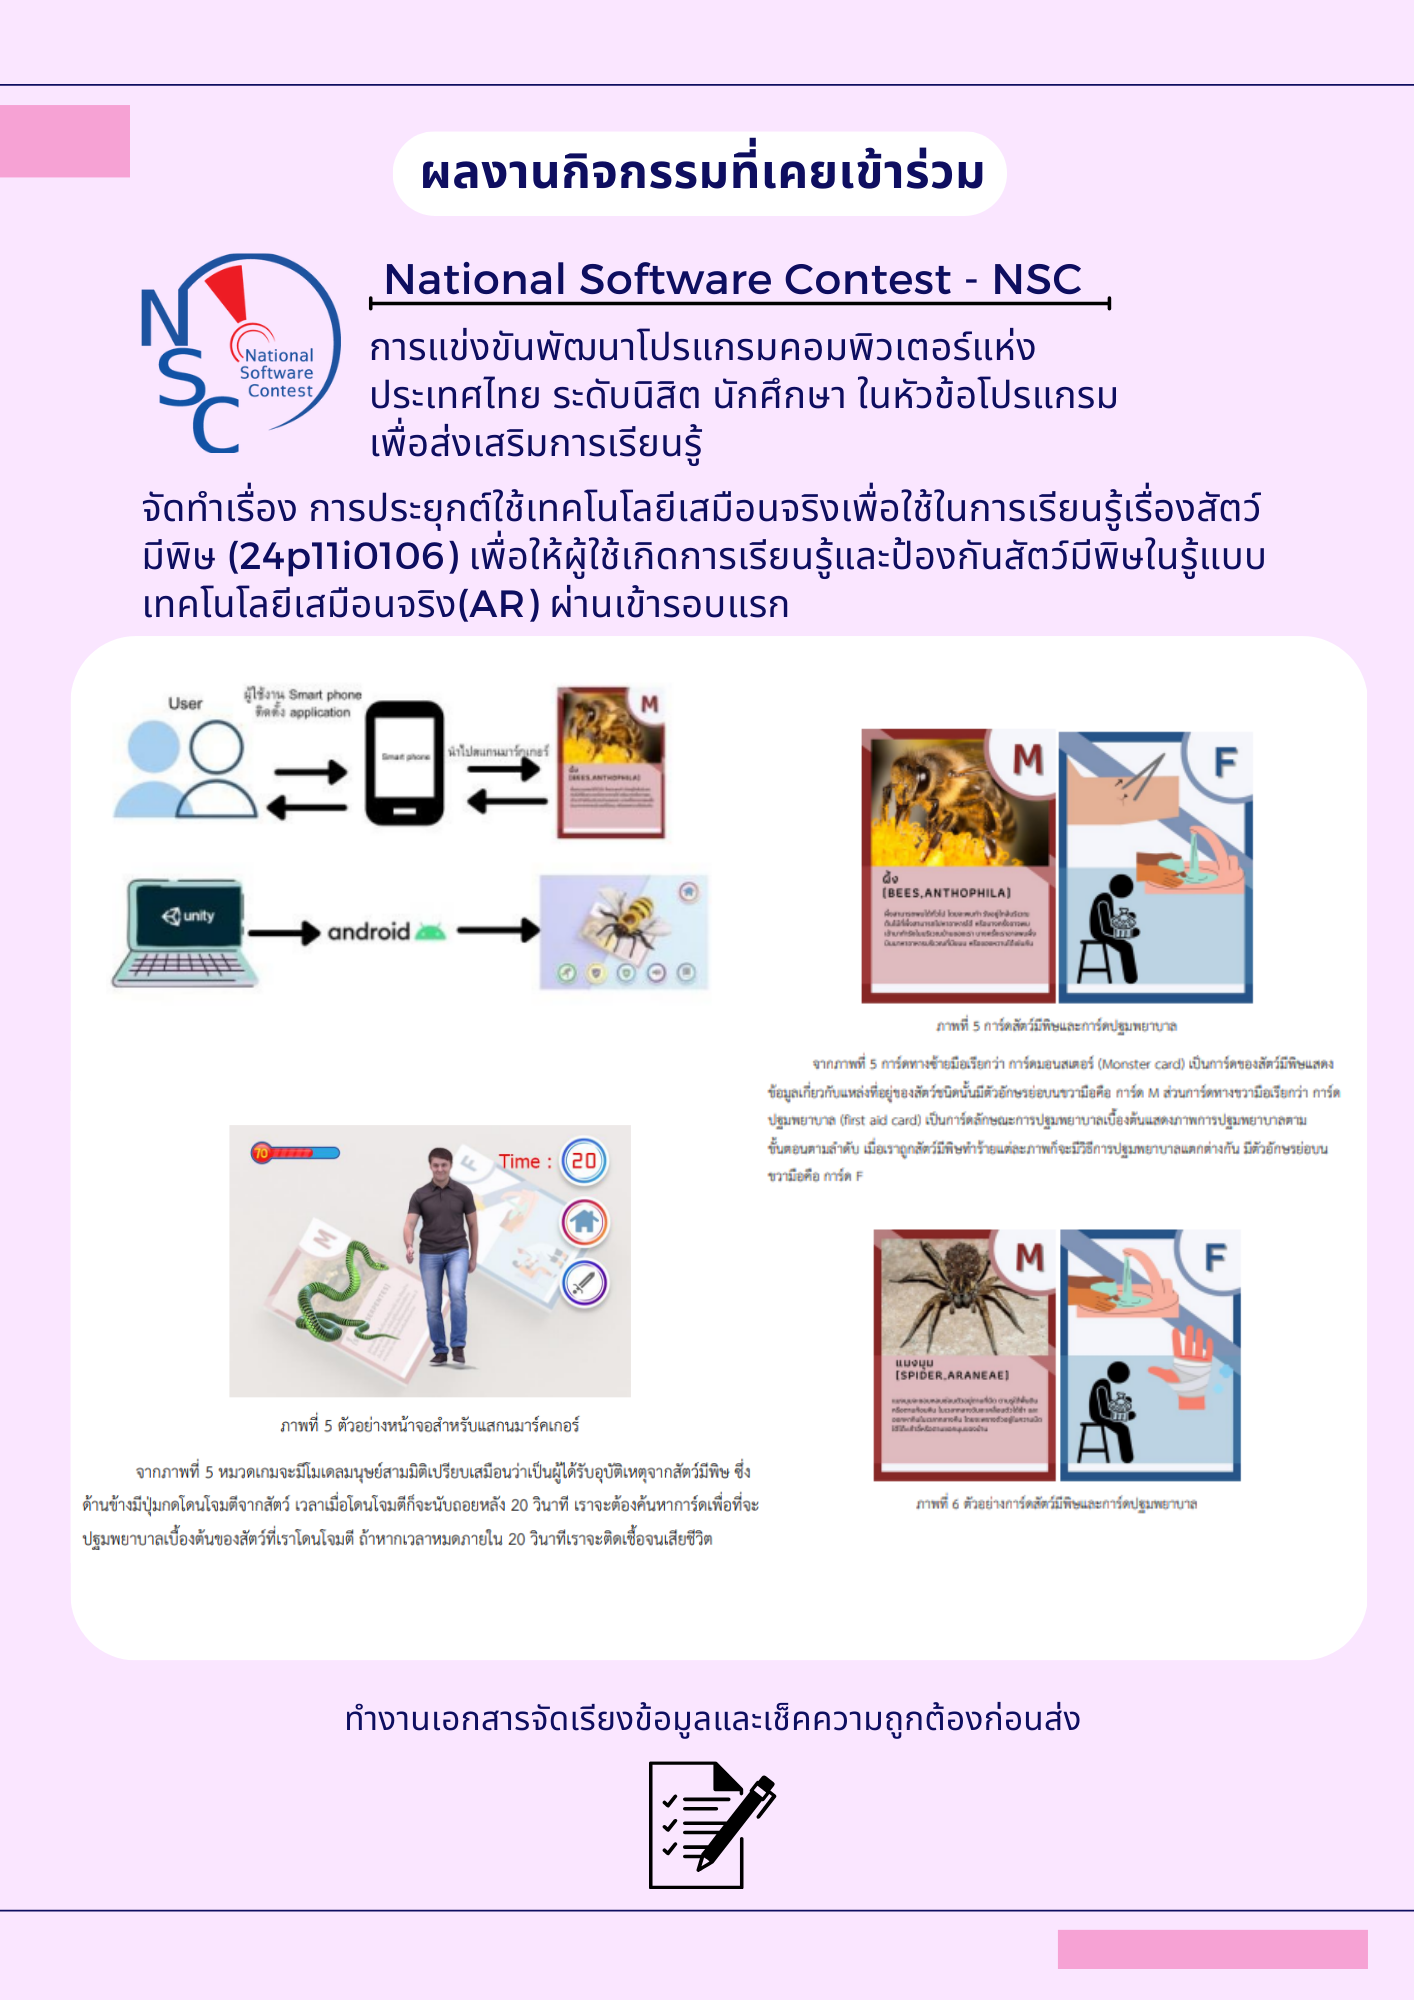 ผลงานกิจกรรมที่เคยเข้าร่วม
NSC
National
Software
Contest
National Software Contest - NSC
การแข่งขันพัฒนาโปรแกรมคอมพิวเตอร์แห่ง
ประเทศไทย ระดับนิสิต นักศึกษา ในหัวข้อโปรแกรม
เพื่อส่งเสริมการเรียนรู้
จัดทำเรื่อง การประยุกต์ใช้เทคโนโลยีเสมือนจริงเพื่อใช้ในการเรียนรู้เรื่องสัตว์
มีพิษ (24p11i0106) เพื่อให้ผู้ใช้เกิดการเรียนรู้และป้องกันสัตว์มีพิษในรู้แบบ
เทคโนโลยีเสมือนจริง(AR) ผ่านเข้ารอบแรก
User
ผู้ใช้งาน Smart phone
ติดตั้ง application
Smart phone
นำไปสแกนมาร์กเกอร์
M
ผึ้ง
[BEES,ANTHOPHILA]
unity
android
M
ผึ้ง
[BEES,ANTHOPHILA]
F
ภาพที่ 5 การ์ดสัตว์มีพิษและการ์ดปฐมพยาบาล
จากภาพที่ 5 การ์ดทางซ้ายมือเรียกว่า การ์ดมอนสเตอร์ (Monster card) เป็นการ์ดของสัตว์มีพิษแสดง
ข้อมูลเกี่ยวกับแหล่งที่อยู่ของสัตว์ชนิดนั้นมีตัวอักษรย่อบนขวามือคือ การ์ด M ส่วนการ์ดทางขวามือเรียกว่า การ์ด
ปฐมพยาบาล (first aid card) เป็นการ์ดลักษณะการปฐมพยาบาลเบื้องต้นแสดงภาพการปฐมพยาบาลตาม
ขั้นตอนตามลำดับ เมื่อเราถูกสัตว์มีพิษทำร้ายแต่ละภาพก็จะมีวิธีการปฐมพยาบาลแตกต่างกัน มีตัวอักษรย่อบน
ขวามือคือ การ์ด F
70
Time : 20
M
F
ภาพที่ 5 ตัวอย่างหน้าจอสำหรับแสกนมาร์คเกอร์
จากภาพที่ 5 หมวดเกมจะมีโมเดลมนุษย์สามมิติเปรียบเสมือนว่าเป็นผู้ได้รับอุบัติเหตุจากสัตว์มีพิษ ซึ่ง
ด้านข้างมีปุ่มกดโดนโจมตีจากสัตว์ เวลาเมื่อโดนโจมตีก็จะนับถอยหลัง 20 วินาที เราจะต้องค้นหาการ์ดเพื่อที่จะ
ปฐมพยาบาลเบื้องต้นของสัตว์ที่เราโดนโจมตี ถ้าหากเวลาหมดภายใน 20 วินาทีเราจะติดเชื้อจนเสียชีวิต
M
แมงมุม
[SPIDER,ARANEAE]
F
ภาพที่ 6 ตัวอย่างการ์ดสัตว์มีพิษและการ์ดปฐมพยาบาล
ทำงานเอกสารจัดเรียงข้อมูลและเช็คความถูกต้องก่อนส่ง